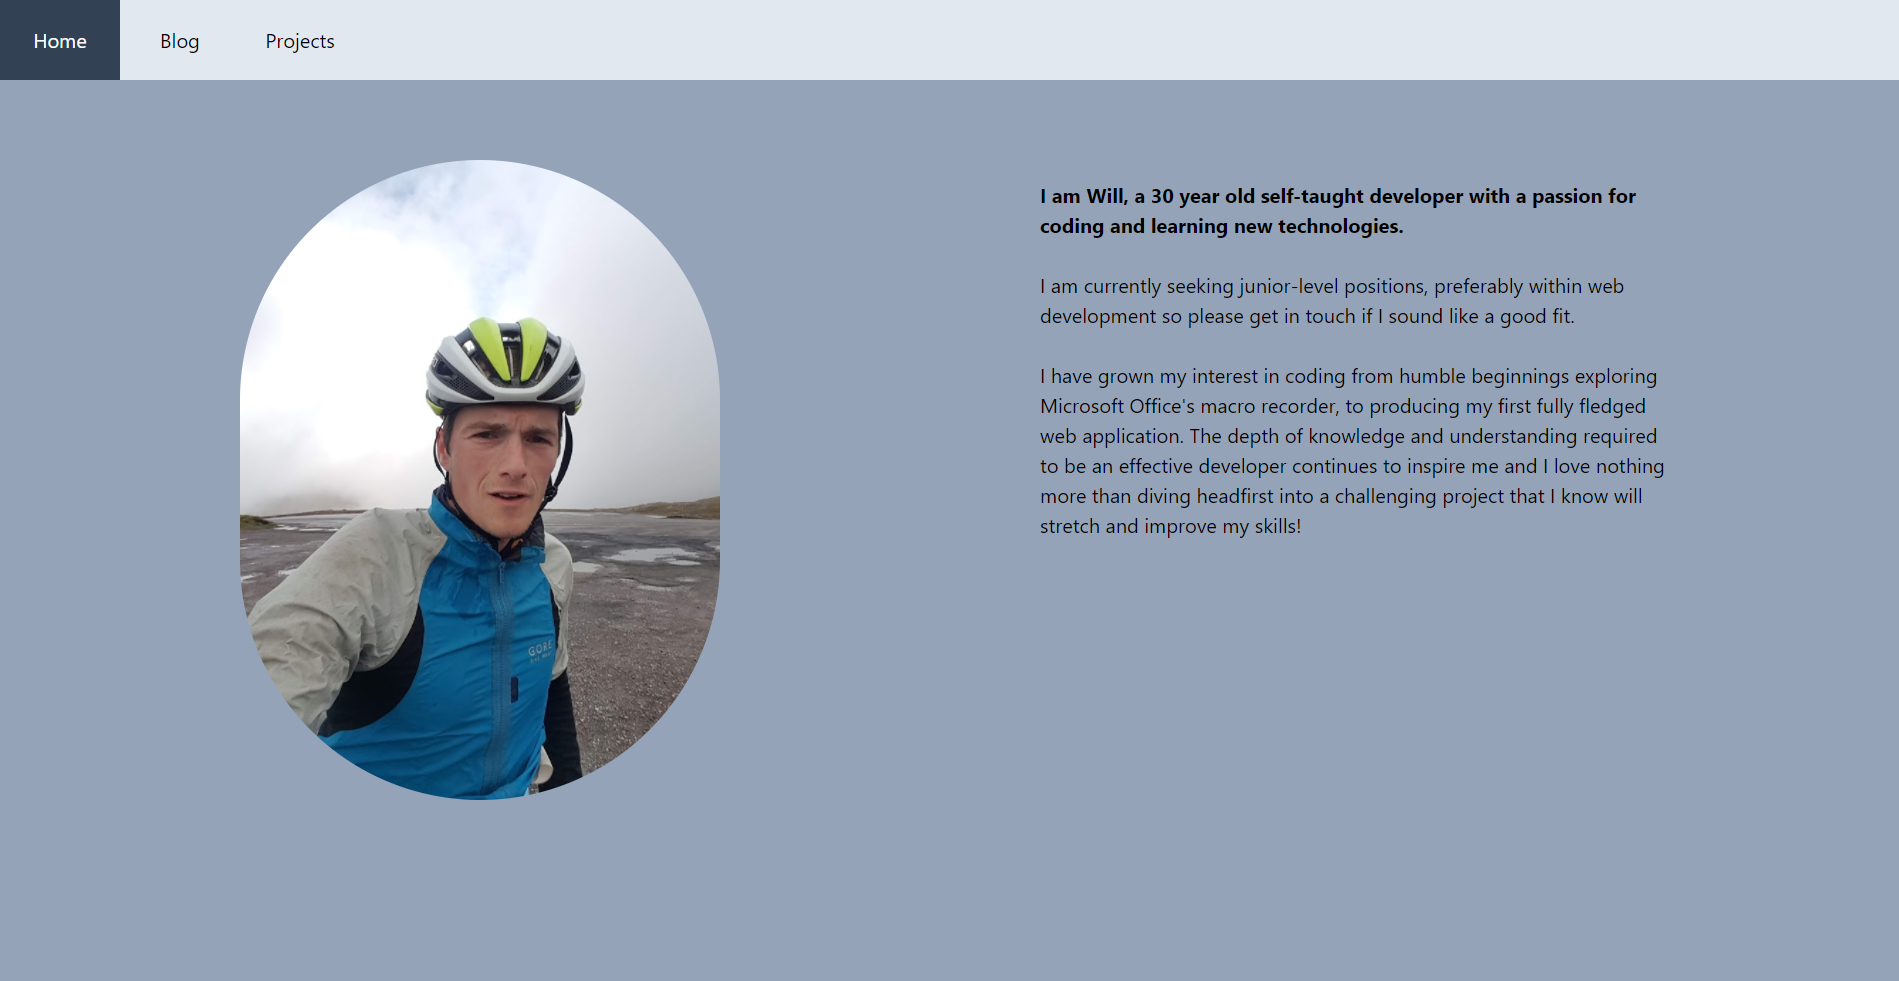 Home Blog Projects
I am Will, a 30 year old self-taught developer with a passion for
coding and learning new technologies.
I am currently seeking junior-level positions, preferably within web
development so please get in touch if I sound like a good fit.
I have grown my interest in coding from humble beginnings exploring
Microsoft Office's macro recorder, to producing my first fully fledged
web application. The depth of knowledge and understanding required
to be an effective developer continues to inspire me and I love nothing
more than diving headfirst into a challenging project that I know will
stretch and improve my skills!
GORE